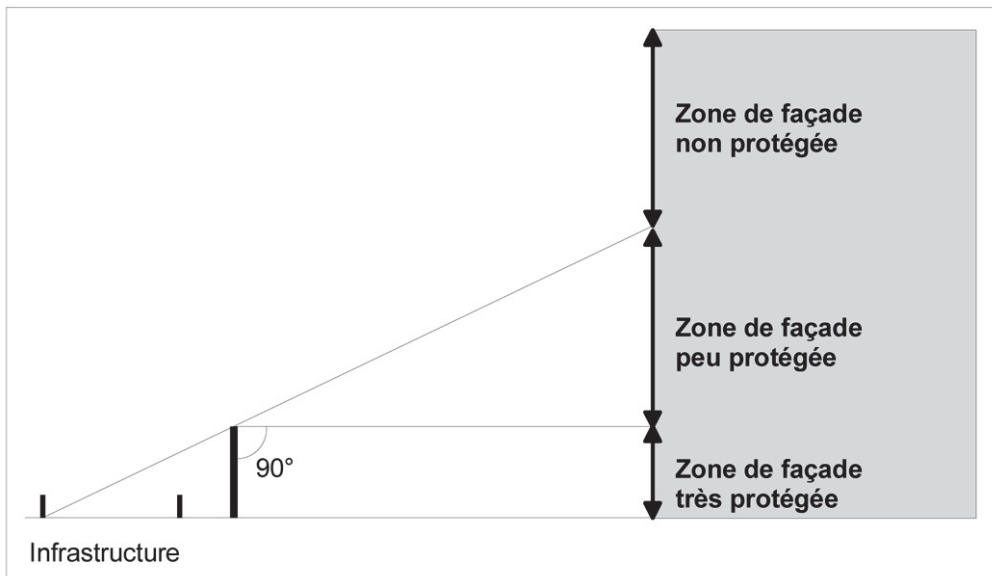 Zone de façade
non protégée
Zone de façade
peu protégée
90°
Zone de façade
très protégée
Infrastructure